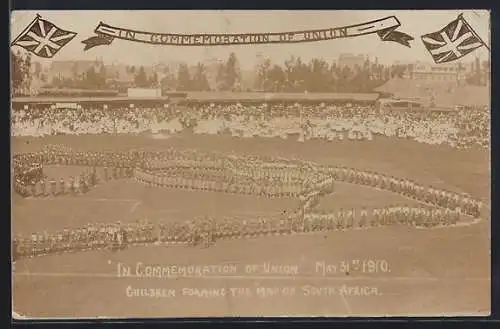 IN COMMEMORATION OF UNION
IN COMMEMORATION OF UNION MAY 31ST 1910.
CHILDREN FORMING THE MAP OF SOUTH AFRICA.